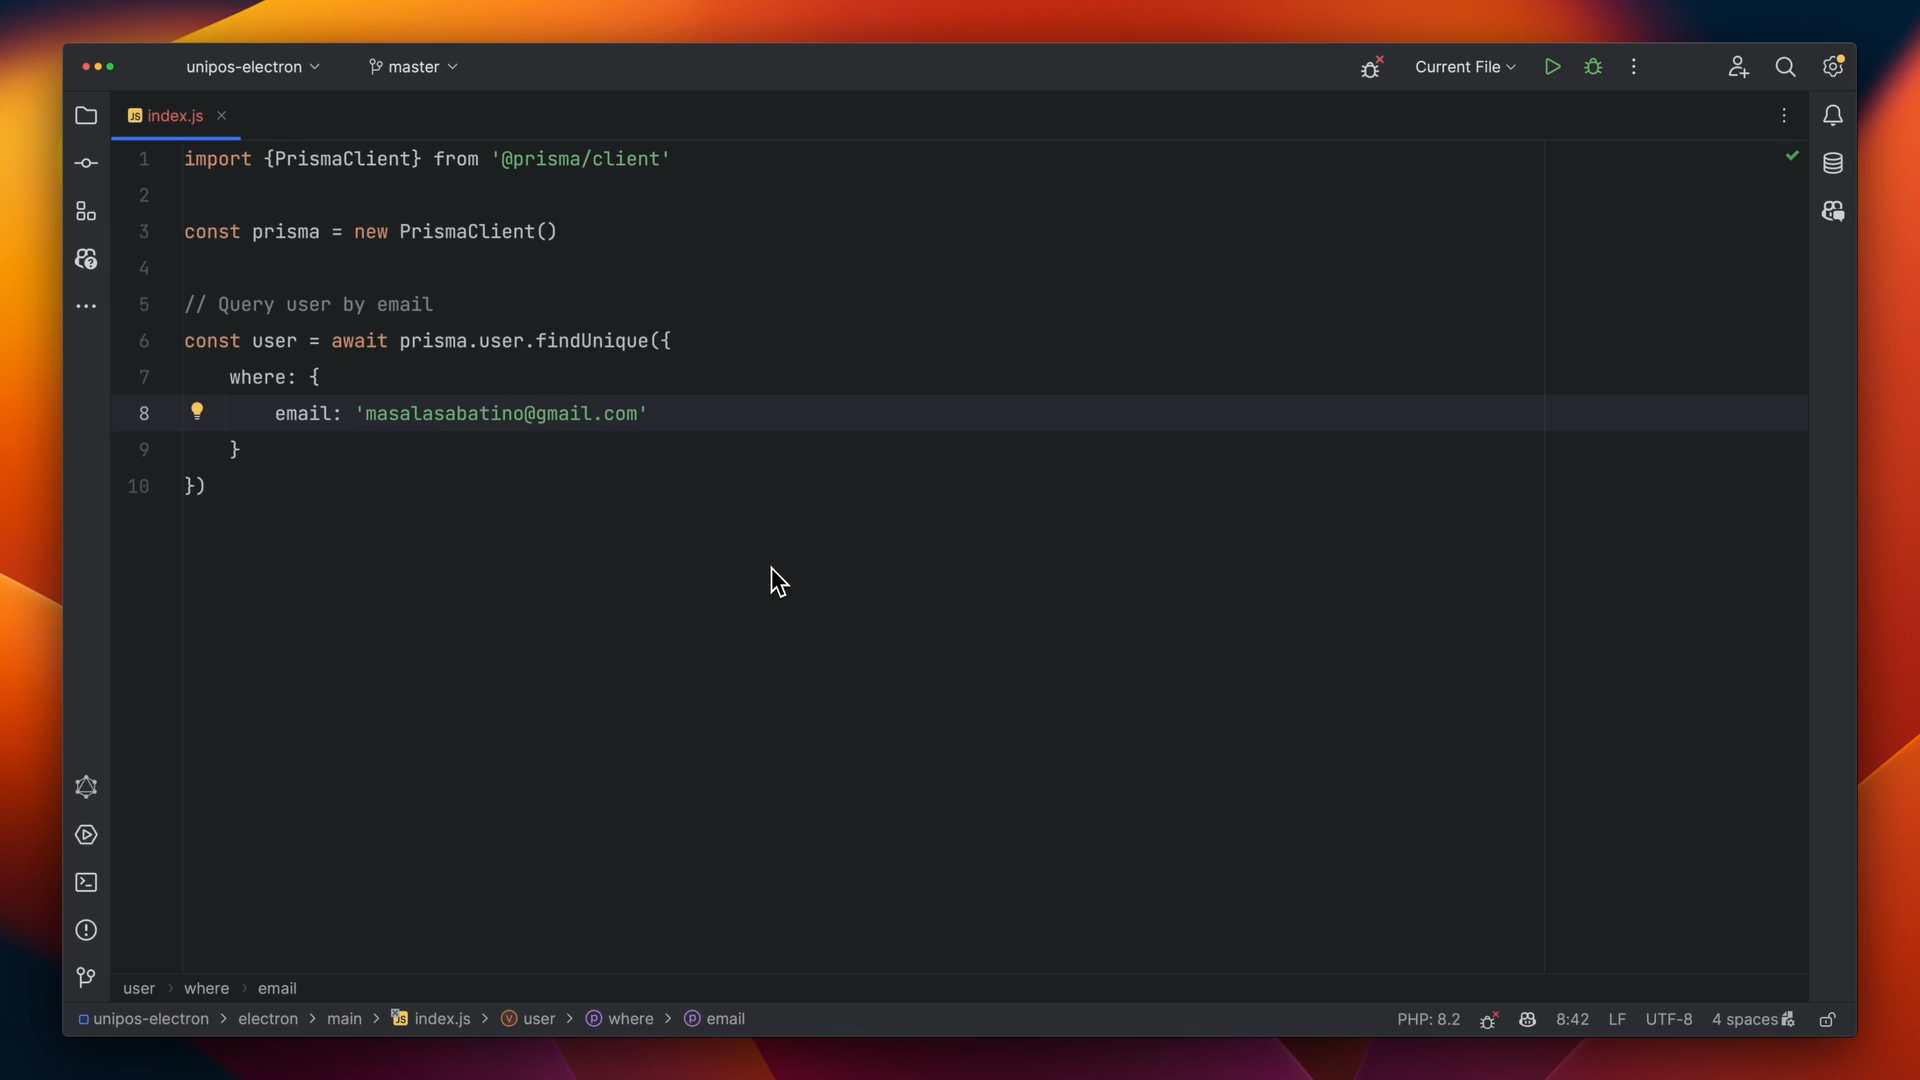 unipos-electron master Current File
JS index.js
1 import {PrismaClient} from '@prisma/client'
2
3 const prisma = new PrismaClient()
4
5 // Query user by email
6 const user = await prisma.user.findUnique({
7 where: {
8 email: 'masalasabatino@gmail.com'
9 }
10 })
user > where > email
unipos-electron > electron > main > JS index.js > V user > P where > P email PHP: 8.2 8:42 LF UTF-8 4 spaces